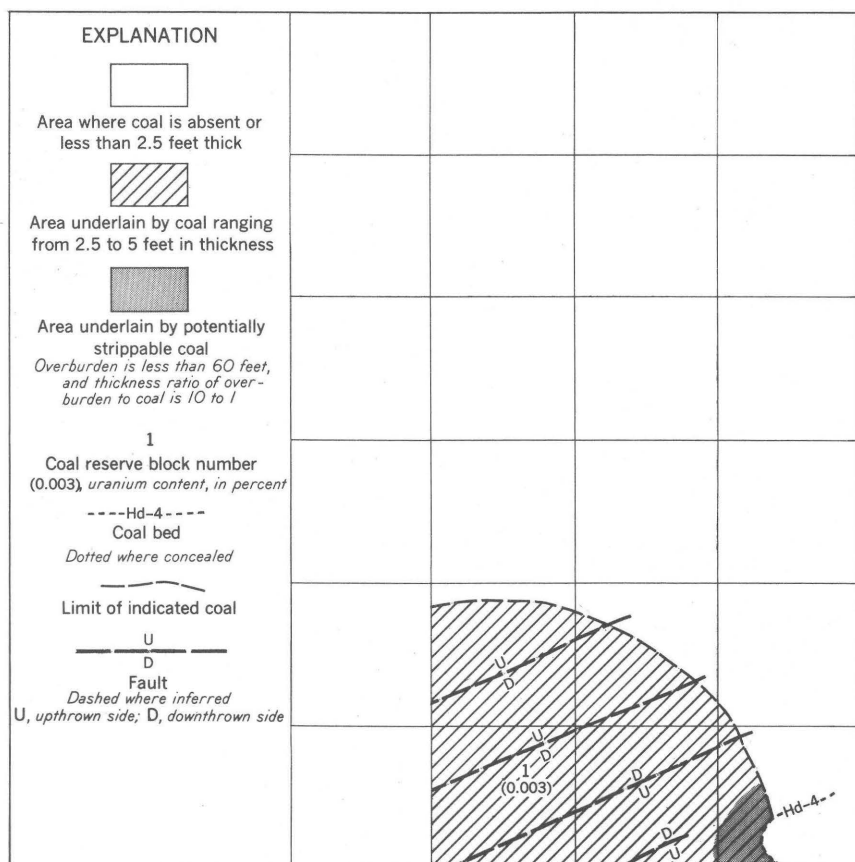 EXPLANATION
Area where coal is absent or
less than 2.5 feet thick
Area underlain by coal ranging
from 2.5 to 5 feet in thickness
Area underlain by potentially
strippable coal
Overburden is less than 60 feet,
and thickness ratio of over-
burden to coal is 10 to 1
1
Coal reserve block number
(0.003), uranium content, in percent
Hd-4
Coal bed
Dotted where concealed
Limit of indicated coal
U
D
Fault
Dashed where inferred
U, upthrown side; D, downthrown side
U
D
U
D
1
(0.003)
D
U
Hd-4
D
U